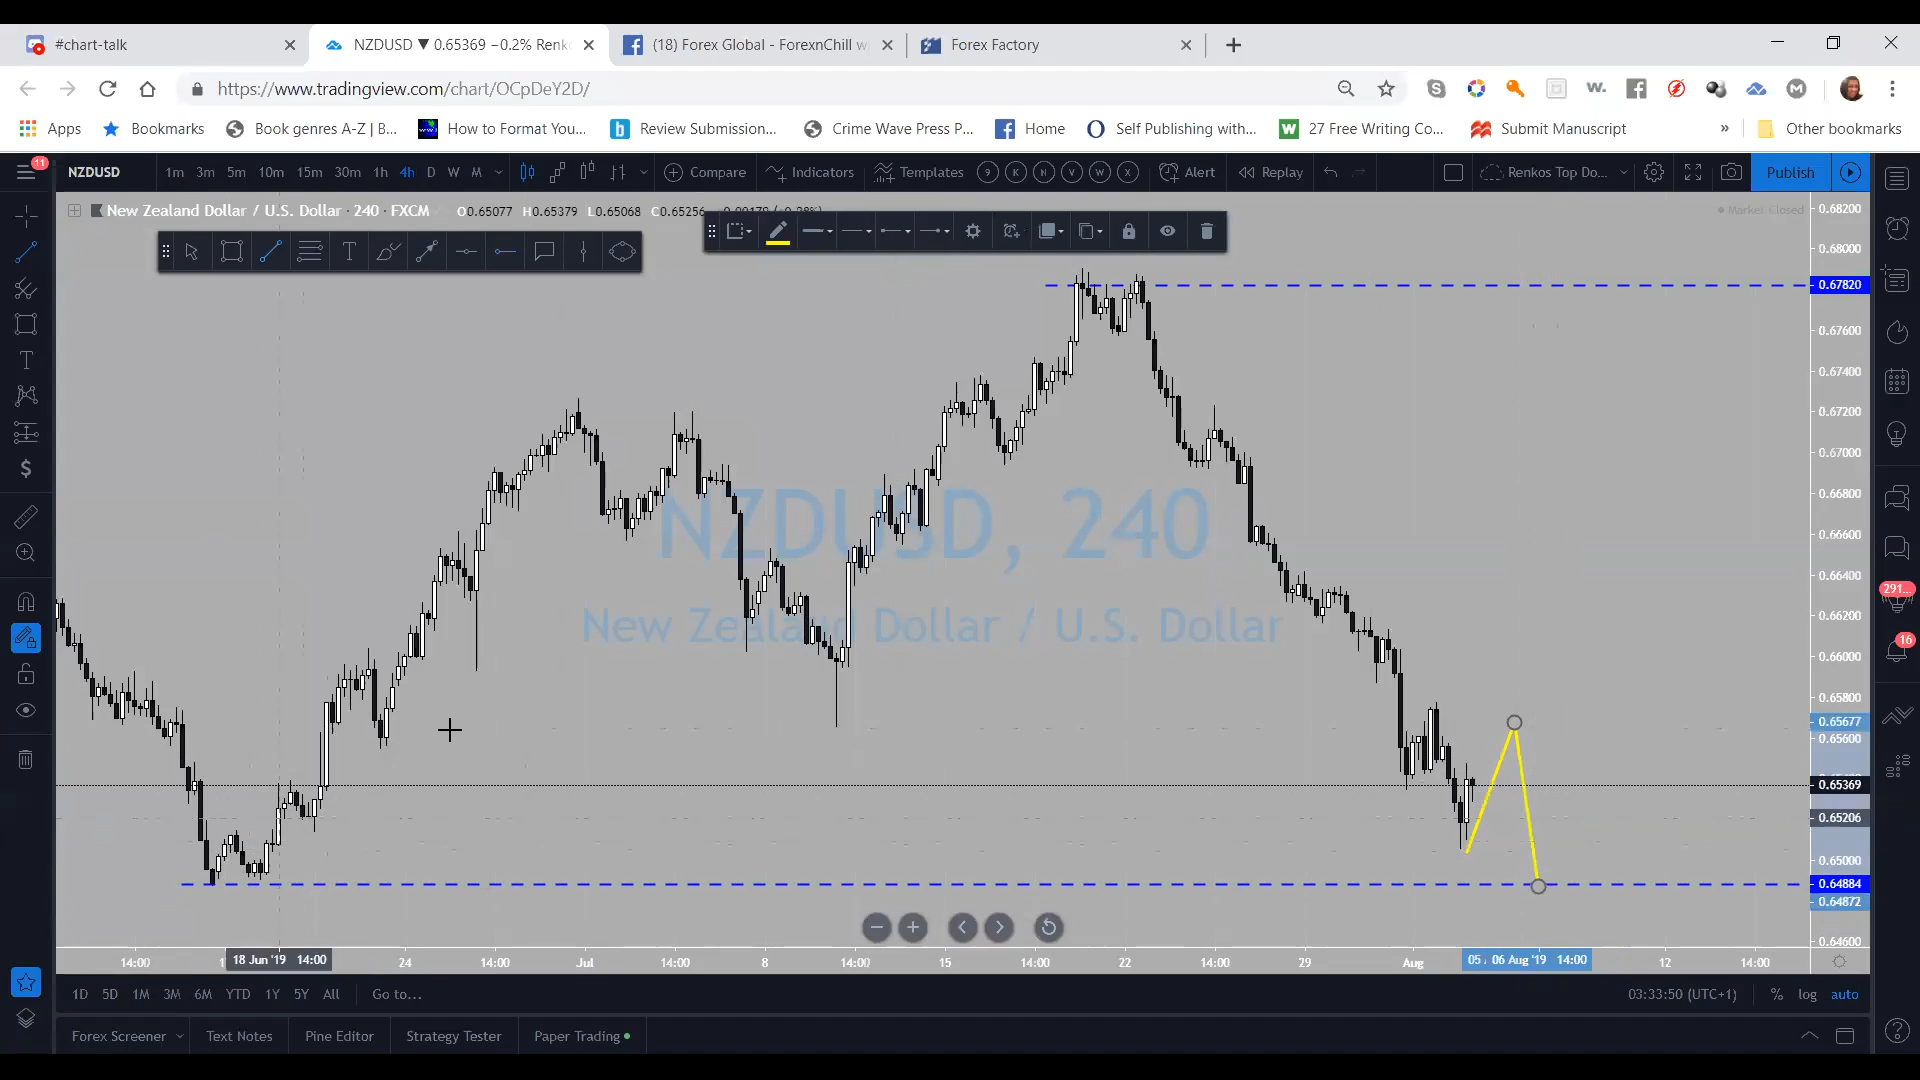 #chart-talk
NZDUSD ▼ 0.65369 −0.2% Renk
(18) Forex Global - ForexnChill w
Forex Factory
https://www.tradingview.com/chart/OCpDeY2D/
Apps
Bookmarks
Book genres A-Z | B...
How to Format You...
Review Submission...
Crime Wave Press P...
Home
Self Publishing with...
27 Free Writing Co...
Submit Manuscript
»
Other bookmarks
11
NZDUSD
1m 3m 5m 10m 15m 30m 1h 4h D W M
Compare
Indicators
Templates
9 K N V W X
Alert
Replay
Renkos Top Do...
Publish
New Zealand Dollar / U.S. Dollar · 240 · FXCM
O0.65077 H0.65379 L0.65068 C0.65256
Market Closed
NZDUSD, 240
New Zealand Dollar / U.S. Dollar
0.68200
0.68000
0.67820
0.67600
0.67400
0.67200
0.67000
0.66800
0.66600
0.66400
0.66200
0.66000
0.65800
0.65677
0.65600
0.65369
0.65206
0.65000
0.64884
0.64872
0.64600
291...
16
14:00
18 Jun '19 14:00
24
14:00
Jul
14:00
8
14:00
15
14:00
22
14:00
29
Aug
05
06 Aug '19 14:00
12
14:00
1D 5D 1M 3M 6M YTD 1Y 5Y All
Go to...
03:33:50 (UTC+1)
% log auto
Forex Screener
Text Notes
Pine Editor
Strategy Tester
Paper Trading